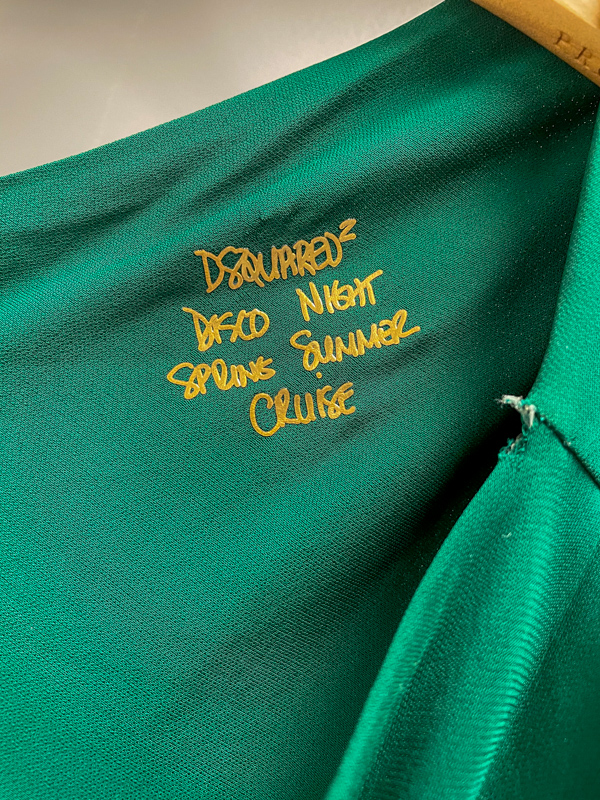 DSQUARED²
DISCO NIGHT
SPRING SUMMER
CRUISE